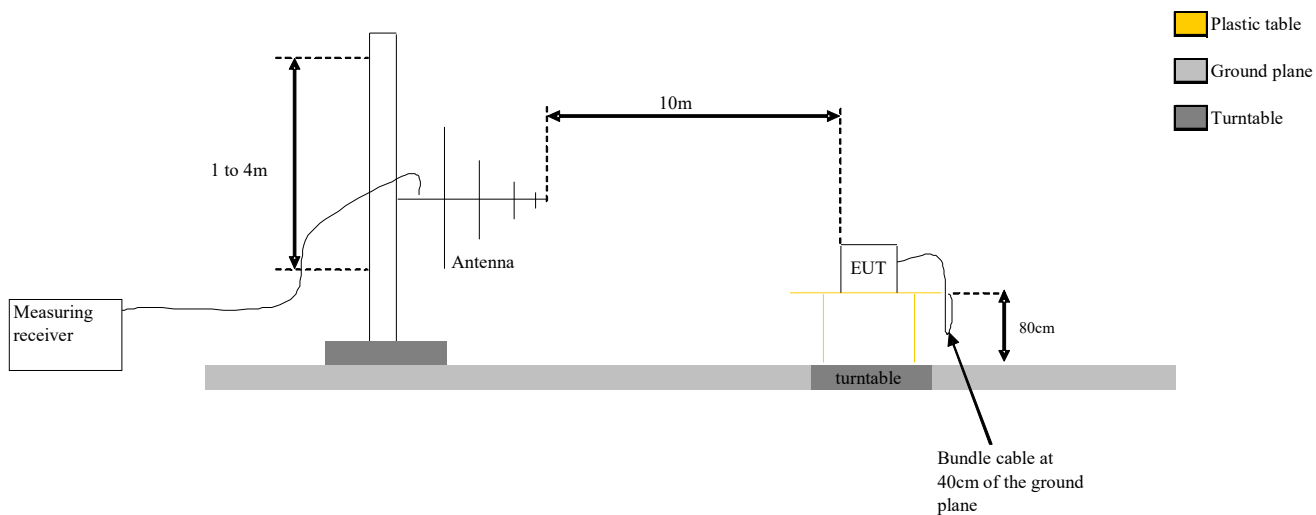 Plastic table
Ground plane
Turntable
10m
1 to 4m
Antenna
EUT
Measuring
receiver
80cm
turntable
Bundle cable at
40cm of the ground
plane